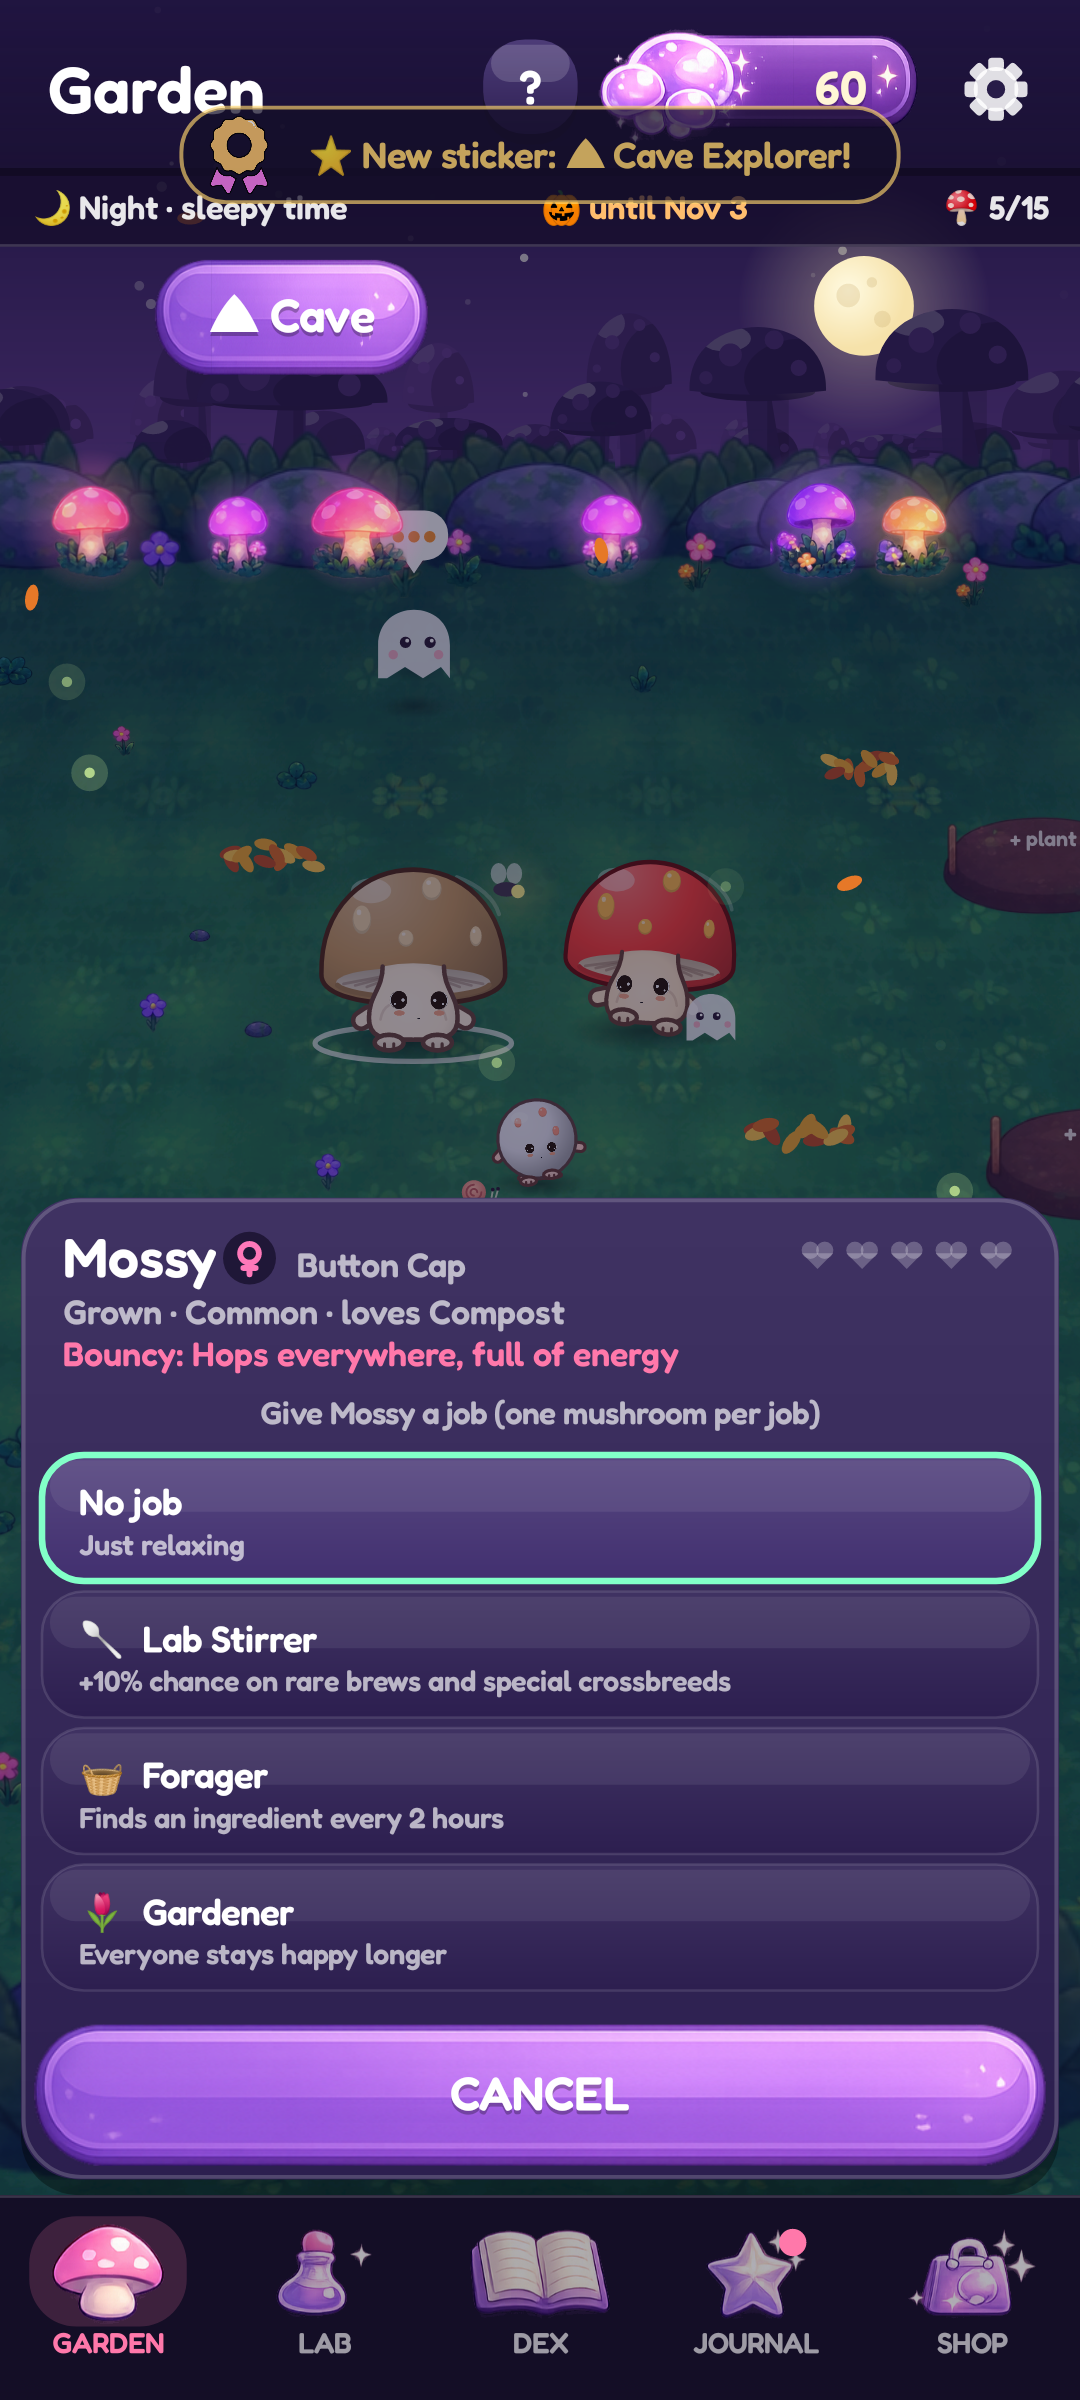 Garden
?
60
⭐ New sticker: Cave Explorer!
🌙 Night · sleepy time
🎃 until Nov 3
🍄 5/15
Cave
+ plant
+
Mossy ♀ Button Cap
Grown · Common · loves Compost
Bouncy: Hops everywhere, full of energy
Give Mossy a job (one mushroom per job)
No job
Just relaxing
Lab Stirrer
+10% chance on rare brews and special crossbreeds
Forager
Finds an ingredient every 2 hours
Gardener
Everyone stays happy longer
CANCEL
GARDEN
LAB
DEX
JOURNAL
SHOP